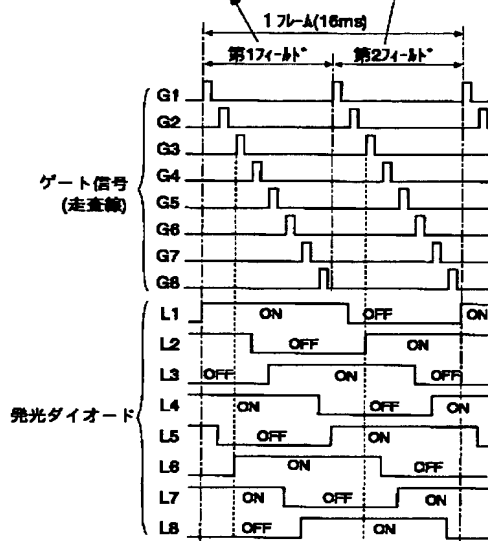 1フレーム(16ms)
第1フィールド 第2フィールド
G1
G2
G3
G4
G5
G6
G7
G8
ゲート信号
(走査線)
L1 ON OFF ON
L2 OFF ON
L3 OFF ON OFF
L4 ON OFF ON
L5 OFF ON
L6 ON OFF
L7 ON OFF ON
L8 OFF ON
発光ダイオード